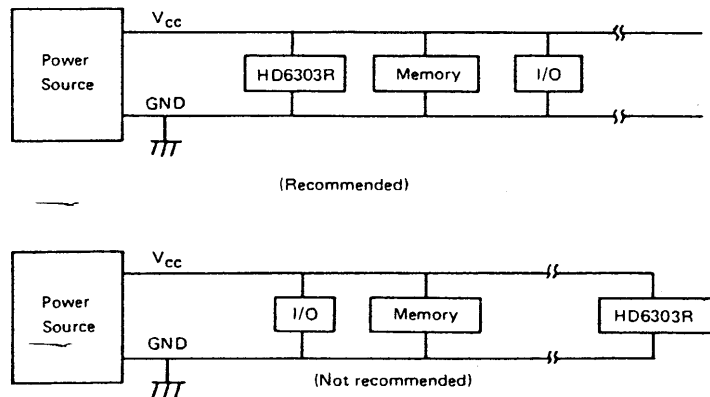 Vcc
Power
Source
HD6303R
Memory
I/O
GND
(Recommended)
Vcc
Power
Source
I/O
Memory
HD6303R
GND
(Not recommended)